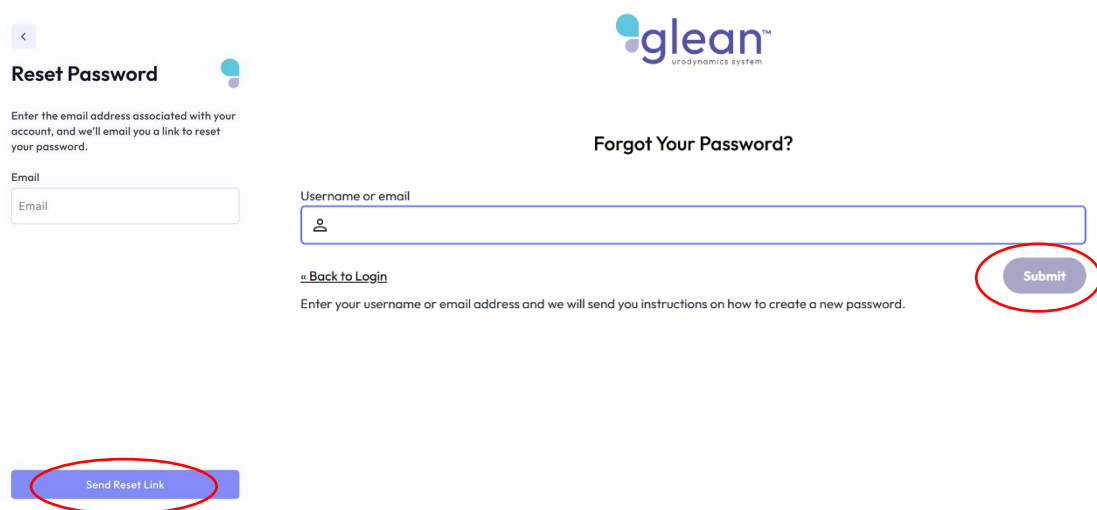 Reset Password
Enter the email address associated with your
account, and we'll email you a link to reset
your password.
Email
Email
Send Reset Link
glean™
urodynamics system
Forgot Your Password?
Username or email
« Back to Login
Submit
Enter your username or email address and we will send you instructions on how to create a new password.